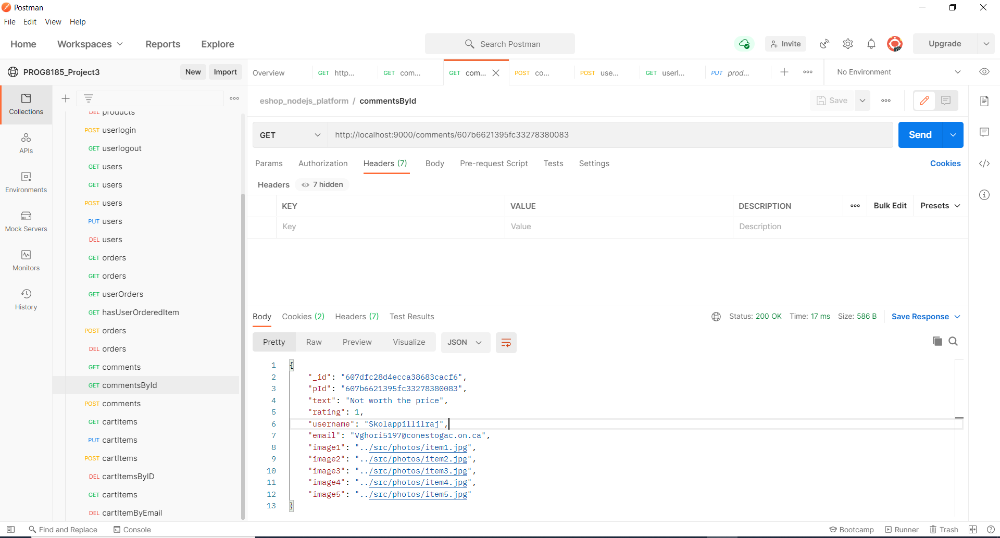 Postman
File Edit View Help
Home Workspaces Reports Explore Search Postman Invite Upgrade
PROG8185_Project3 New Import
Overview GET http... GET com... GET com... POST co... POST use... GET userl... PUT prod... No Environment
Collections
APIs
Environments
Mock Servers
Monitors
History
DEL products
POST userlogin
GET userlogout
GET users
GET users
POST users
PUT users
DEL users
GET orders
GET orders
GET userOrders
GET hasUserOrderedItem
POST orders
DEL orders
GET comments
GET commentsById
POST comments
GET cartItems
PUT cartItems
POST cartItems
DEL cartItemsByID
GET cartItems
DEL cartItemByEmail
eshop_nodejs_platform / commentsById Save
GET http://localhost:9000/comments/607b6621395fc33278380083 Send
Params Authorization Headers (7) Body Pre-request Script Tests Settings Cookies
Headers 7 hidden
KEY VALUE DESCRIPTION Bulk Edit Presets
Key Value Description
Body Cookies (2) Headers (7) Test Results Status: 200 OK Time: 17 ms Size: 586 B Save Response
Pretty Raw Preview Visualize JSON
1 {
2 "_id": "607dfc28d4ecca38683cacf6",
3 "pId": "607b6621395fc33278380083",
4 "text": "Not worth the price",
5 "rating": 1,
6 "username": "Skolappillilraj",
7 "email": "Vghori5197@conestogac.on.ca",
8 "image1": "../src/photos/item1.jpg",
9 "image2": "../src/photos/item2.jpg",
10 "image3": "../src/photos/item3.jpg",
11 "image4": "../src/photos/item4.jpg",
12 "image5": "../src/photos/item5.jpg"
13 }
Find and Replace Console Bootcamp Runner Trash